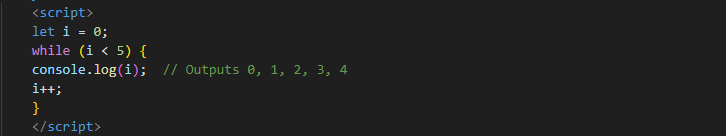 <script>
let i = 0;
while (i < 5) {
console.log(i);  // Outputs 0, 1, 2, 3, 4
i++;
}
</script>